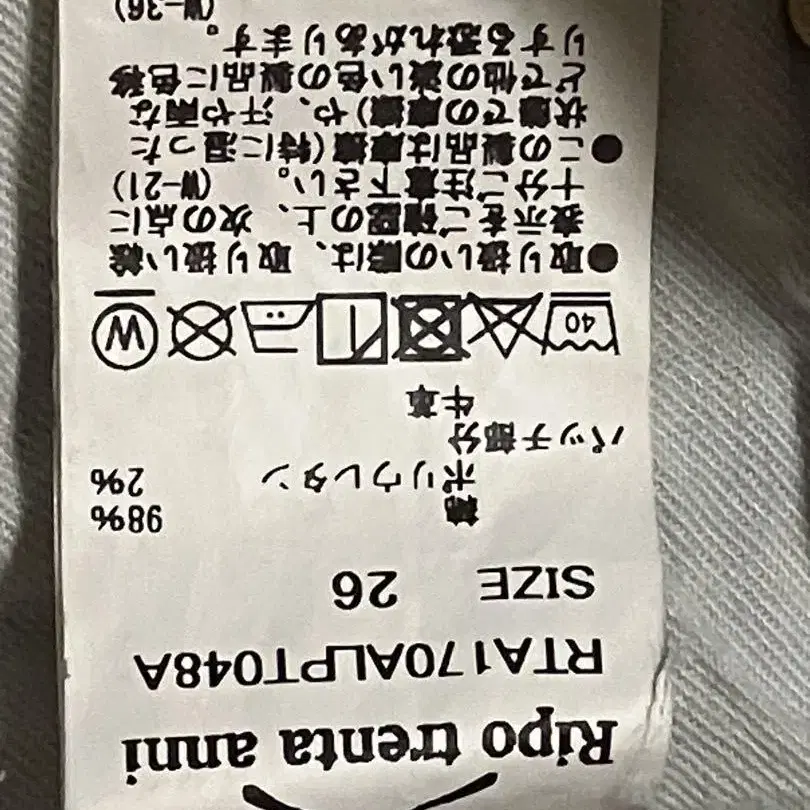 Ripo trenta anni
RTA170ALPT048A
SIZE 26
綿 98%
ポリウレタン 2%
パッチ部分
牛革
40 W
●取り扱いの際は、取り扱い絵
表示をご確認の上、次の点に
十分ご注意下さい。 (W-21)
●この製品は摩擦(特に湿った
状態での摩擦)や、汗や雨な
どで他の淡い色の製品に色移
りする恐れがあります。
(W-36)